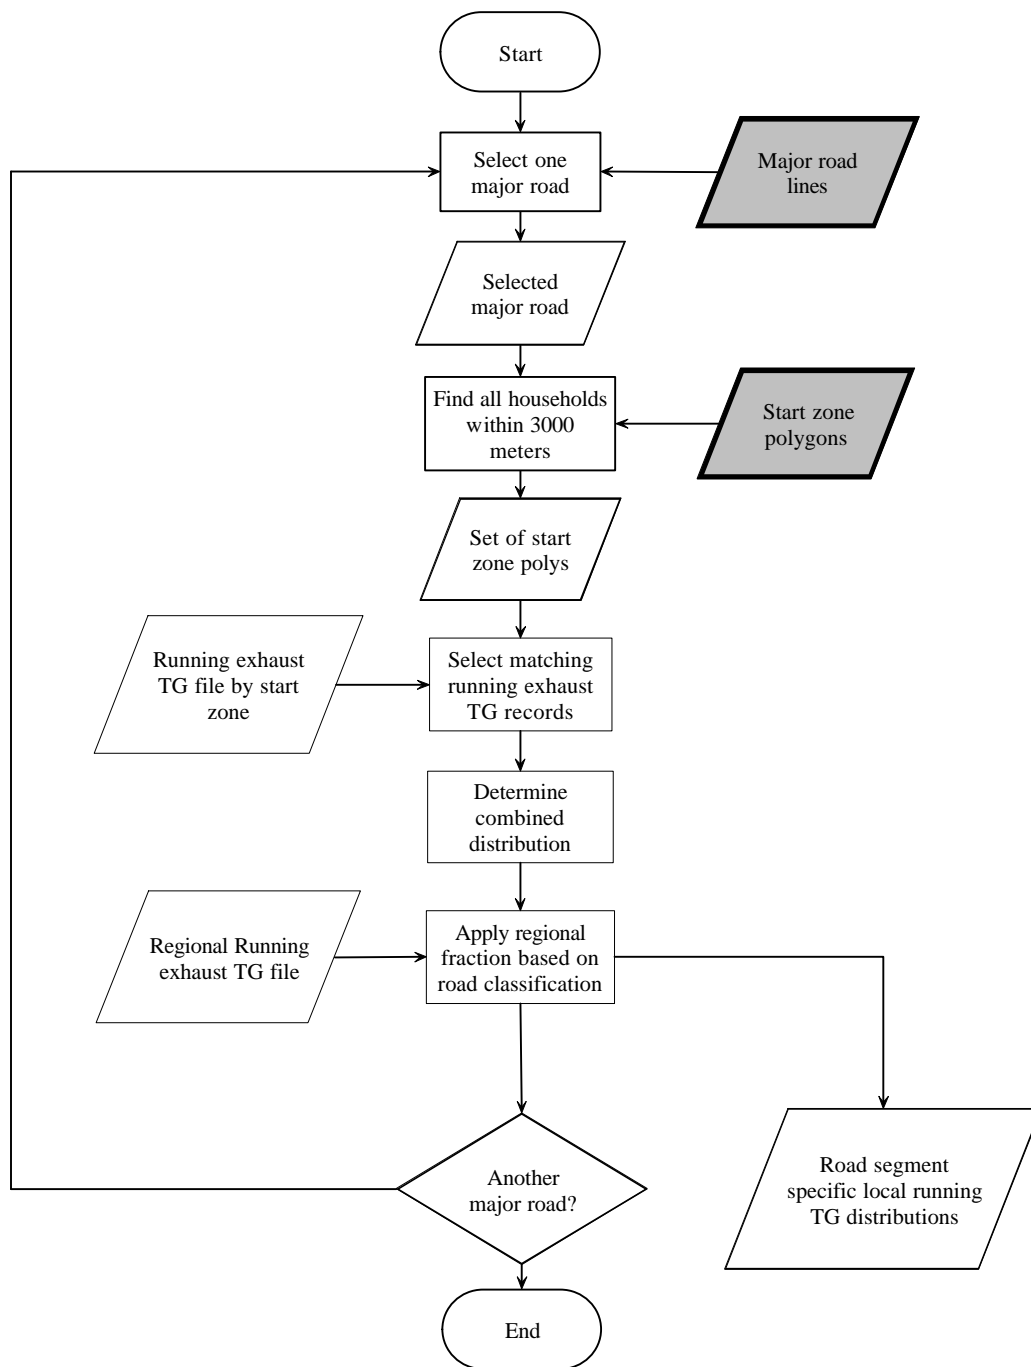 Start
Select one
major road
Major road
lines
Selected
major road
Find all households
within 3000
meters
Start zone
polygons
Set of start
zone polys
Running exhaust
TG file by start
zone
Select matching
running exhaust
TG records
Determine
combined
distribution
Regional Running
exhaust TG file
Apply regional
fraction based on
road classification
Another
major road?
Road segment
specific local running
TG distributions
End